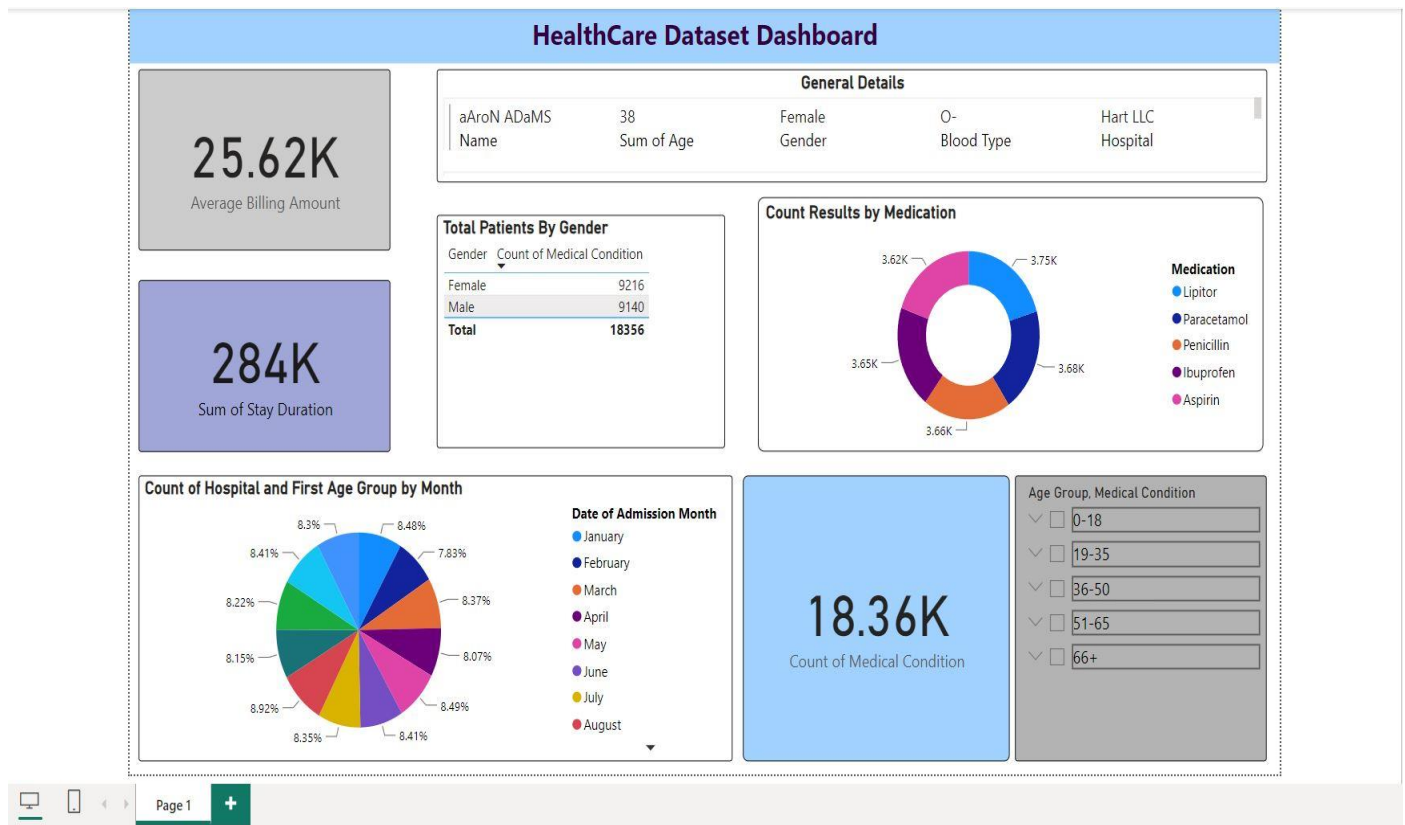 HealthCare Dataset Dashboard
25.62K
Average Billing Amount
General Details
aAroN ADaMS 38 Female O- Hart LLC
Name Sum of Age Gender Blood Type Hospital
284K
Sum of Stay Duration
Total Patients By Gender
Gender Count of Medical Condition
Female 9216
Male 9140
Total 18356
Count Results by Medication
3.62K 3.75K
3.65K 3.68K
3.66K
Medication
Lipitor
Paracetamol
Penicillin
Ibuprofen
Aspirin
Count of Hospital and First Age Group by Month
8.3% 8.48%
8.41% 7.83%
8.22% 8.37%
8.15% 8.07%
8.92% 8.49%
8.35% 8.41%
Date of Admission Month
January
February
March
April
May
June
July
August
18.36K
Count of Medical Condition
Age Group, Medical Condition
0-18
19-35
36-50
51-65
66+
Page 1
+